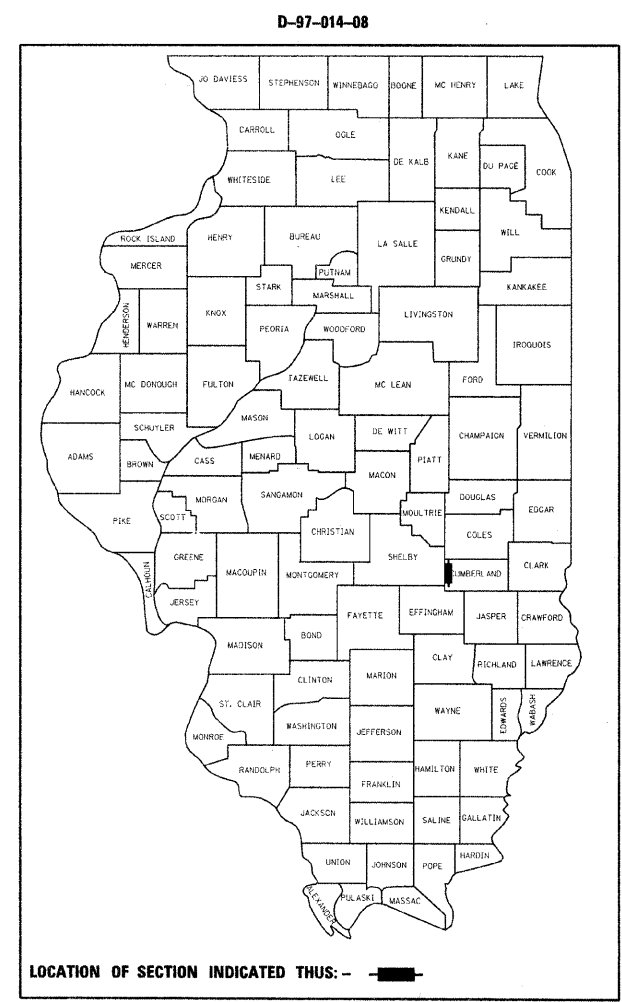 D-97-014-08
JO DAVIESS
STEPHENSON
WINNEBAGO
BOONE
MC HENRY
LAKE
CARROLL
OGLE
DE KALB
KANE
DU PAGE
COOK
WHITESIDE
LEE
KENDALL
WILL
ROCK ISLAND
HENRY
BUREAU
LA SALLE
GRUNDY
MERCER
PUTNAM
STARK
MARSHALL
KANKAKEE
HENDERSON
WARREN
KNOX
PEORIA
WOODFORD
LIVINGSTON
IROQUOIS
HANCOCK
MC DONOUGH
FULTON
TAZEWELL
MC LEAN
FORD
MASON
SCHUYLER
LOGAN
DE WITT
CHAMPAION
VERMILION
ADAMS
BROWN
CASS
MENARD
PIATT
MACON
MORGAN
SANGAMON
DOUGLAS
EDGAR
PIKE
SCOTT
MOULTRIE
CHRISTIAN
COLES
GREENE
SHELBY
CALHOUN
MACOUPIN
MONTGOMERY
CUMBERLAND
CLARK
JERSEY
FAYETTE
EFFINGHAM
JASPER
CRAWFORD
MADISON
BOND
CLAY
RICHLAND
LAWRENCE
CLINTON
MARION
ST. CLAIR
WAYNE
EDWARDS
WABASH
WASHINGTON
JEFFERSON
MONROE
RANDOLPH
PERRY
HAMILTON
WHITE
FRANKLIN
JACKSON
WILLIAMSON
SALINE
GALLATIN
UNION
JOHNSON
POPE
HARDIN
ALEXANDER
PULASKI
MASSAC
LOCATION OF SECTION INDICATED THUS: -